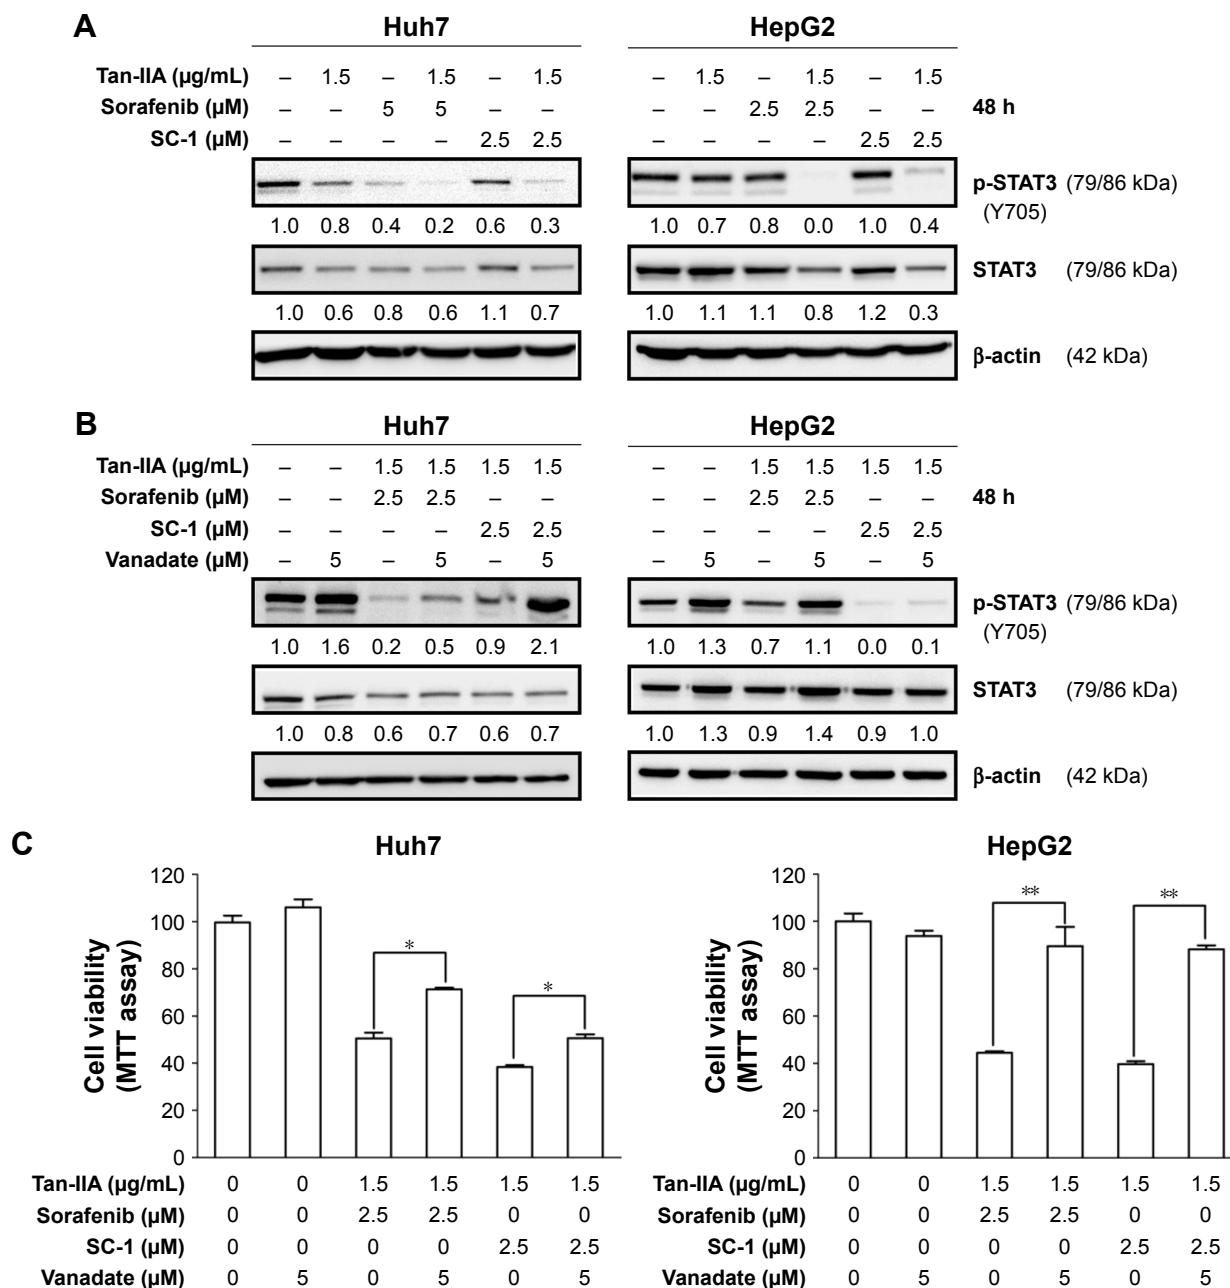 A
Huh7 HepG2
Tan-IIA (µg/mL) – 1.5 – 1.5 – 1.5 – 1.5 – 1.5 – 1.5
Sorafenib (µM) – – 5 5 – – – – 2.5 2.5 – – 48 h
SC-1 (µM) – – – – 2.5 2.5 – – – – 2.5 2.5
p-STAT3 (79/86 kDa)
(Y705)
1.0 0.8 0.4 0.2 0.6 0.3 1.0 0.7 0.8 0.0 1.0 0.4
STAT3 (79/86 kDa)
1.0 0.6 0.8 0.6 1.1 0.7 1.0 1.1 1.1 0.8 1.2 0.3
β-actin (42 kDa)
B
Huh7 HepG2
Tan-IIA (µg/mL) – – 1.5 1.5 1.5 1.5 – – 1.5 1.5 1.5 1.5
Sorafenib (µM) – – 2.5 2.5 – – – – 2.5 2.5 – – 48 h
SC-1 (µM) – – – – 2.5 2.5 – – – – 2.5 2.5
Vanadate (µM) – 5 – 5 – 5 – 5 – 5 – 5
p-STAT3 (79/86 kDa)
(Y705)
1.0 1.6 0.2 0.5 0.9 2.1 1.0 1.3 0.7 1.1 0.0 0.1
STAT3 (79/86 kDa)
1.0 0.8 0.6 0.7 0.6 0.7 1.0 1.3 0.9 1.4 0.9 1.0
β-actin (42 kDa)
C
Huh7
Cell viability
(MTT assay)
120
100
80
60
40
20
0
* *
Tan-IIA (µg/mL) 0 0 1.5 1.5 1.5 1.5
Sorafenib (µM) 0 0 2.5 2.5 0 0
SC-1 (µM) 0 0 0 0 2.5 2.5
Vanadate (µM) 0 5 0 5 0 5
HepG2
Cell viability
(MTT assay)
120
100
80
60
40
20
0
** **
Tan-IIA (µg/mL) 0 0 1.5 1.5 1.5 1.5
Sorafenib (µM) 0 0 2.5 2.5 0 0
SC-1 (µM) 0 0 0 0 2.5 2.5
Vanadate (µM) 0 5 0 5 0 5